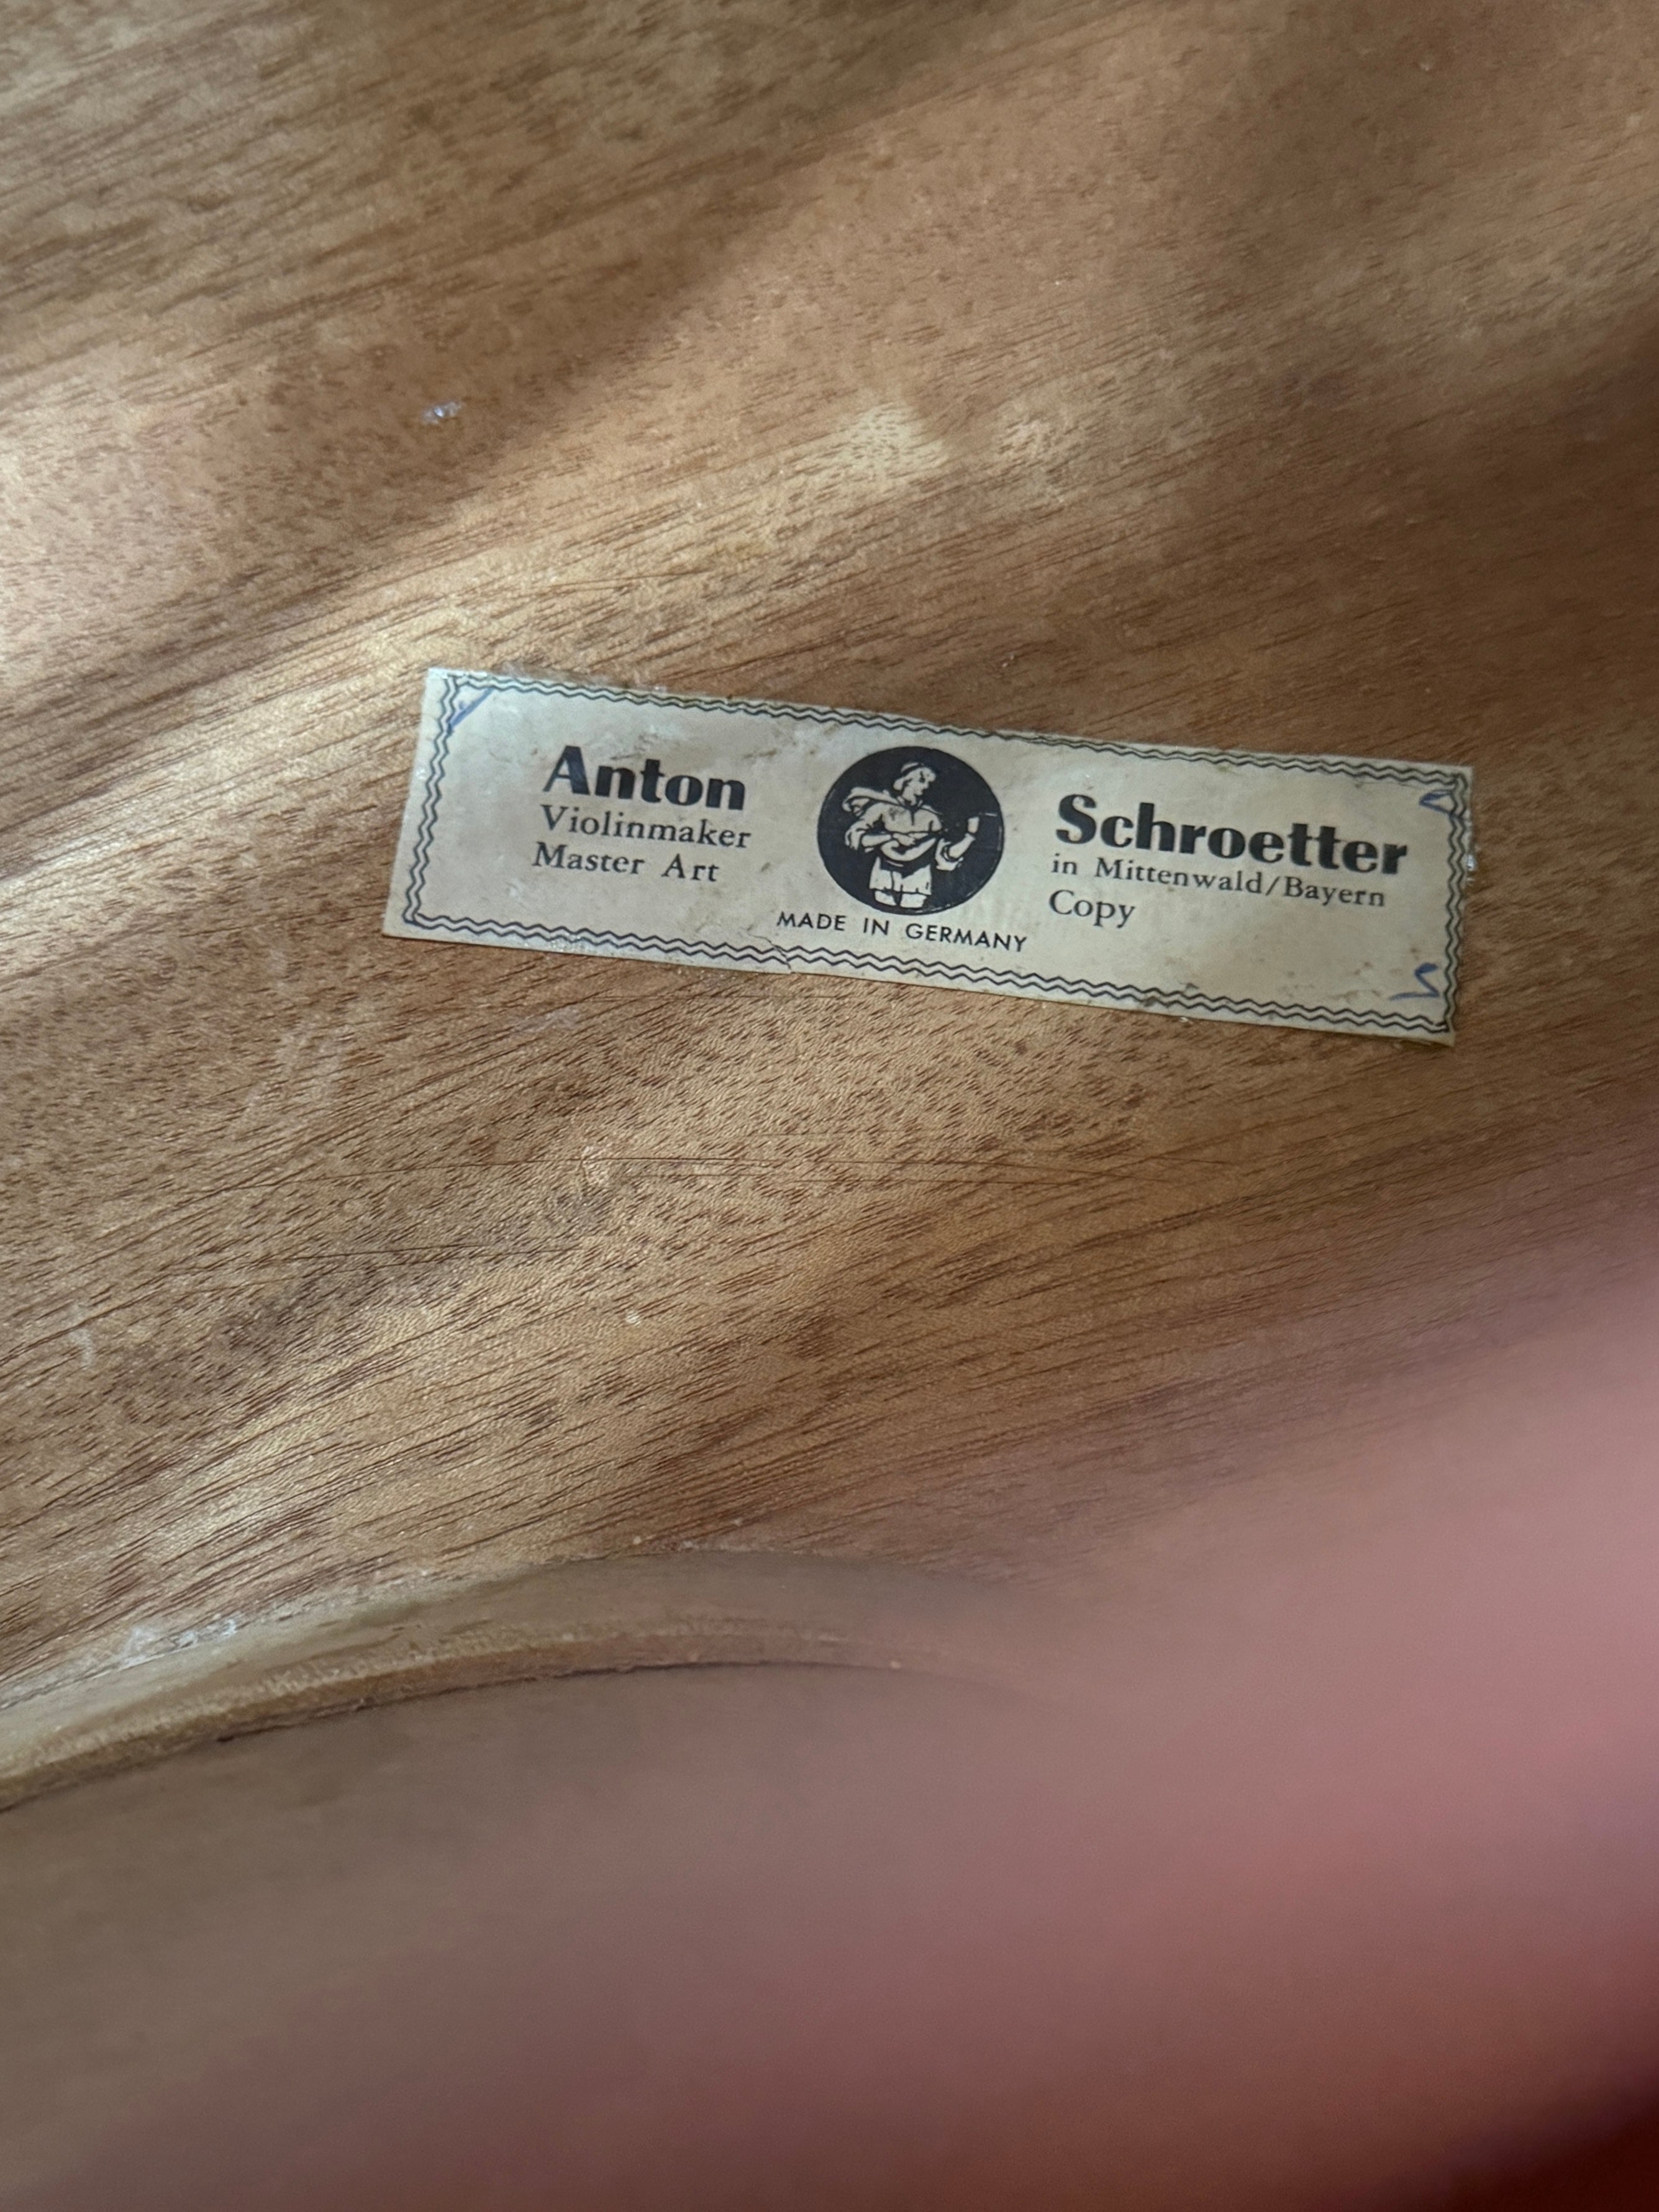 Anton Schroetter
Violinmaker in Mittenwald/Bayern
Master Art Copy
MADE IN GERMANY